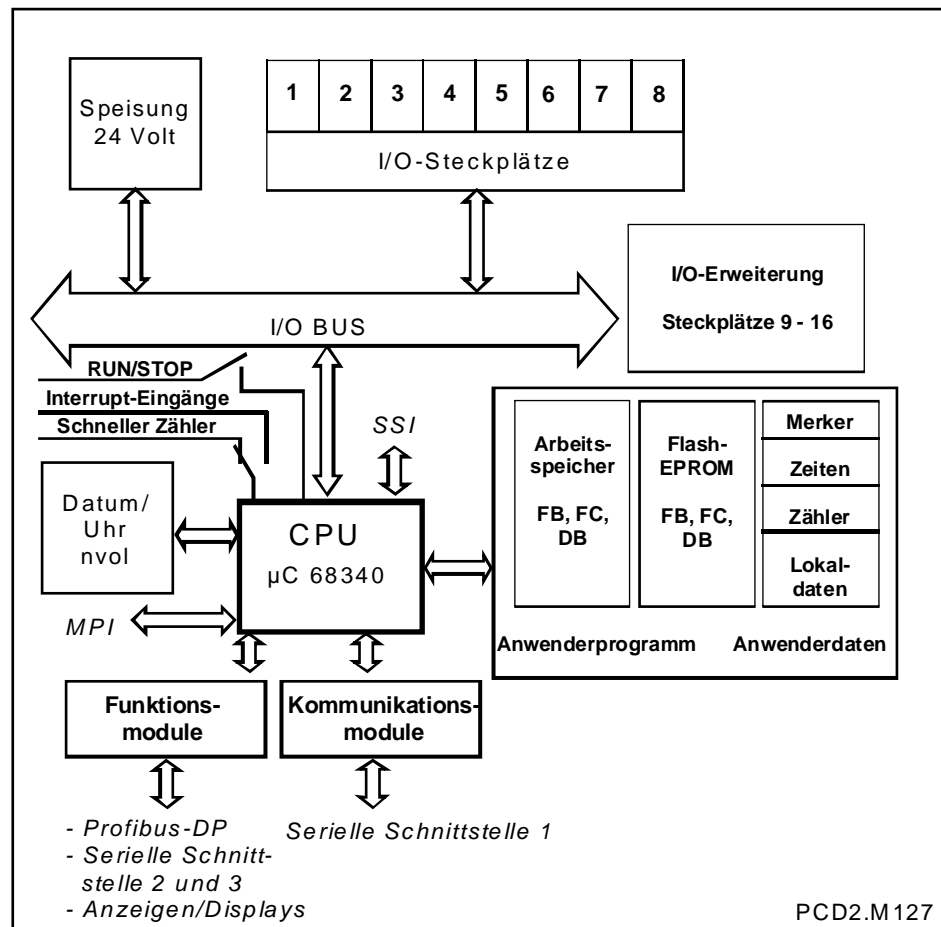 Speisung
24 Volt
1 2 3 4 5 6 7 8
I/O-Steckplätze
I/O-Erweiterung
Steckplätze 9 - 16
I/O BUS
RUN/STOP
Interrupt-Eingänge
Schneller Zähler
SSI
Datum/
Uhr
nvol
CPU
µC 68340
MPI
Arbeits-
speicher
FB, FC,
DB
Flash-
EPROM
FB, FC,
DB
Merker
Zeiten
Zähler
Lokal-
daten
Anwenderprogramm
Anwenderdaten
Funktions-
module
Kommunikations-
module
- Profibus-DP
- Serielle Schnitt-
stelle 2 und 3
- Anzeigen/Displays
Serielle Schnittstelle 1
PCD2.M127